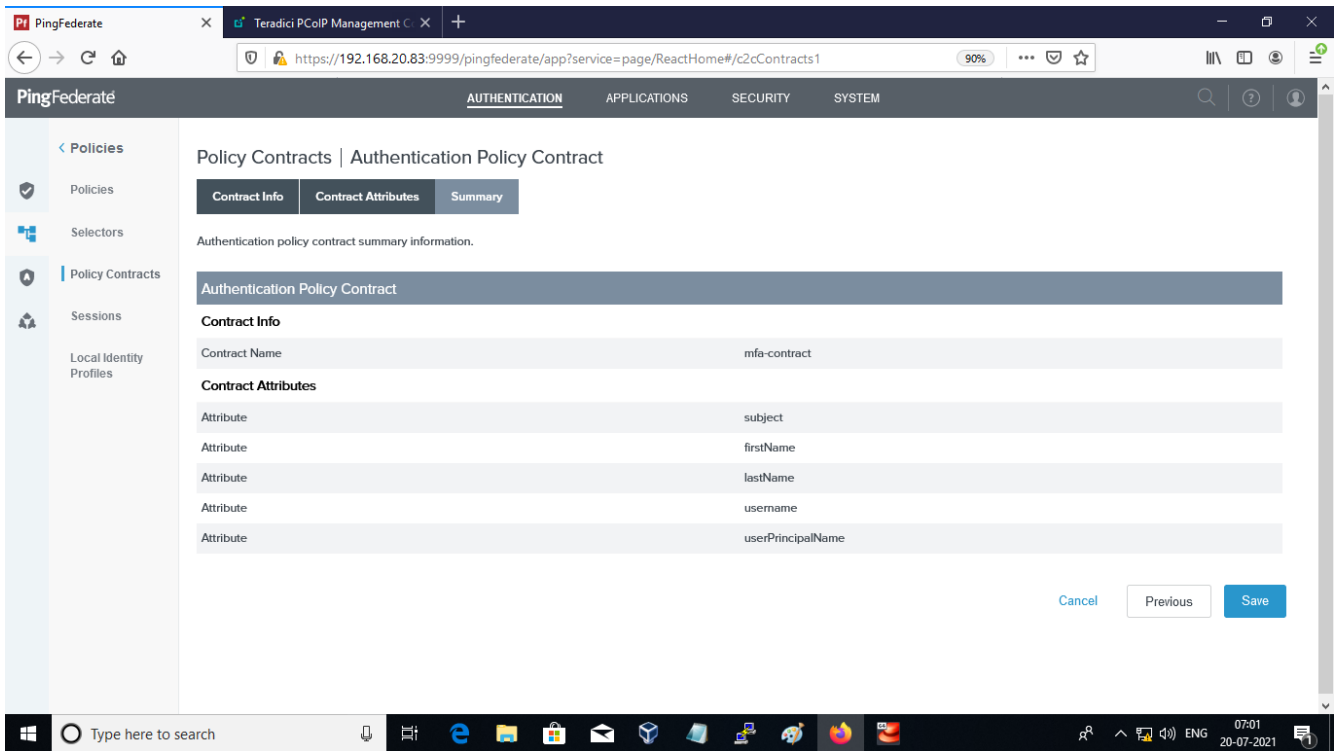 Pf PingFederate
Teradici PCoIP Management C
https://192.168.20.83:9999/pingfederate/app?service=page/ReactHome#/c2cContracts1
90%
PingFederate
AUTHENTICATION
APPLICATIONS
SECURITY
SYSTEM
< Policies
Policies
Selectors
Policy Contracts
Sessions
Local Identity
Profiles
Policy Contracts | Authentication Policy Contract
Contract Info
Contract Attributes
Summary
Authentication policy contract summary information.
Authentication Policy Contract
Contract Info
Contract Name mfa-contract
Contract Attributes
Attribute subject
Attribute firstName
Attribute lastName
Attribute username
Attribute userPrincipalName
Cancel
Previous
Save
Type here to search
ENG
07:01
20-07-2021
1